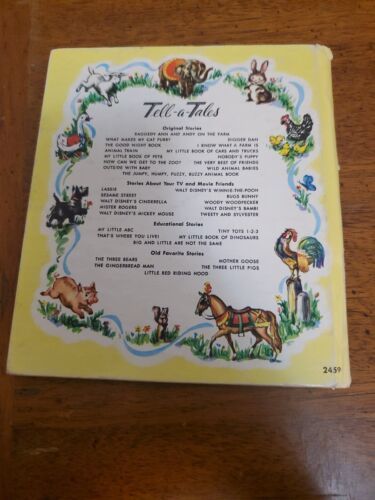 Tell-a-Tales
Original Stories
RAGGEDY ANN AND ANDY ON THE FARM
WHAT MAKES MY CAT PURR? DIGGER DAN
THE GOOD NIGHT BOOK I KNOW WHAT A FARM IS
ANIMAL TRAIN MY LITTLE BOOK OF CARS AND TRUCKS
MY LITTLE BOOK OF PETS NOBODY'S PUPPY
HOW CAN WE GET TO THE ZOO? THE VERY BEST OF FRIENDS
OUTSIDE WITH BABY WILD ANIMAL BABIES
THE JUMPY, HUMPY, FUZZY, BUZZY ANIMAL BOOK
Stories About Your TV and Movie Friends
LASSIE WALT DISNEY'S WINNIE-THE-POOH
SESAME STREET BUGS BUNNY
WALT DISNEY'S CINDERELLA WOODY WOODPECKER
MISTER ROGERS WALT DISNEY'S BAMBI
WALT DISNEY'S MICKEY MOUSE TWEETY AND SYLVESTER
Educational Stories
MY LITTLE ABC TINY TOTS 1-2-3
THAT'S WHERE YOU LIVE! MY LITTLE BOOK OF DINOSAURS
BIG AND LITTLE ARE NOT THE SAME
Old Favorite Stories
THE THREE BEARS MOTHER GOOSE
THE GINGERBREAD MAN THE THREE LITTLE PIGS
LITTLE RED RIDING HOOD
2459